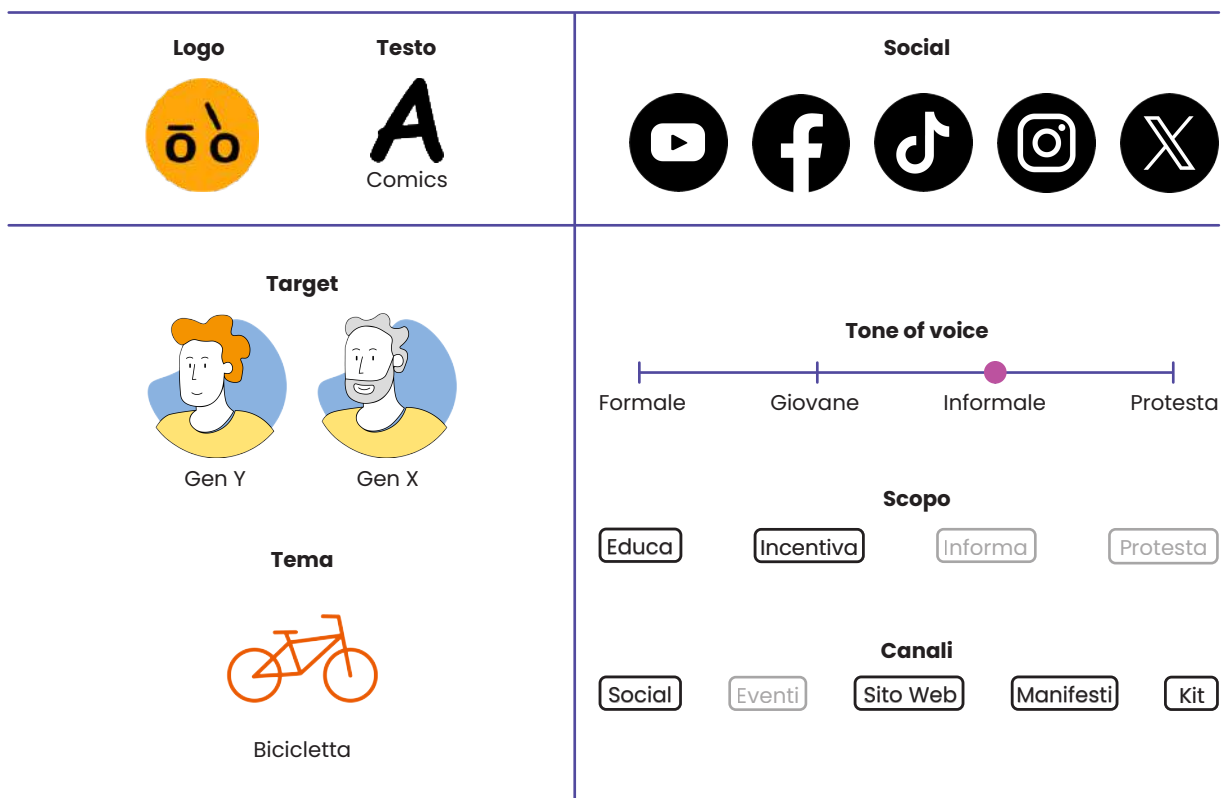 Logo
Testo
Social
ōò
A
Comics
Target
Gen Y
Gen X
Tema
Bicicletta
Tone of voice
Formale
Giovane
Informale
Protesta
Scopo
Educa
Incentiva
Informa
Protesta
Canali
Social
Eventi
Sito Web
Manifesti
Kit